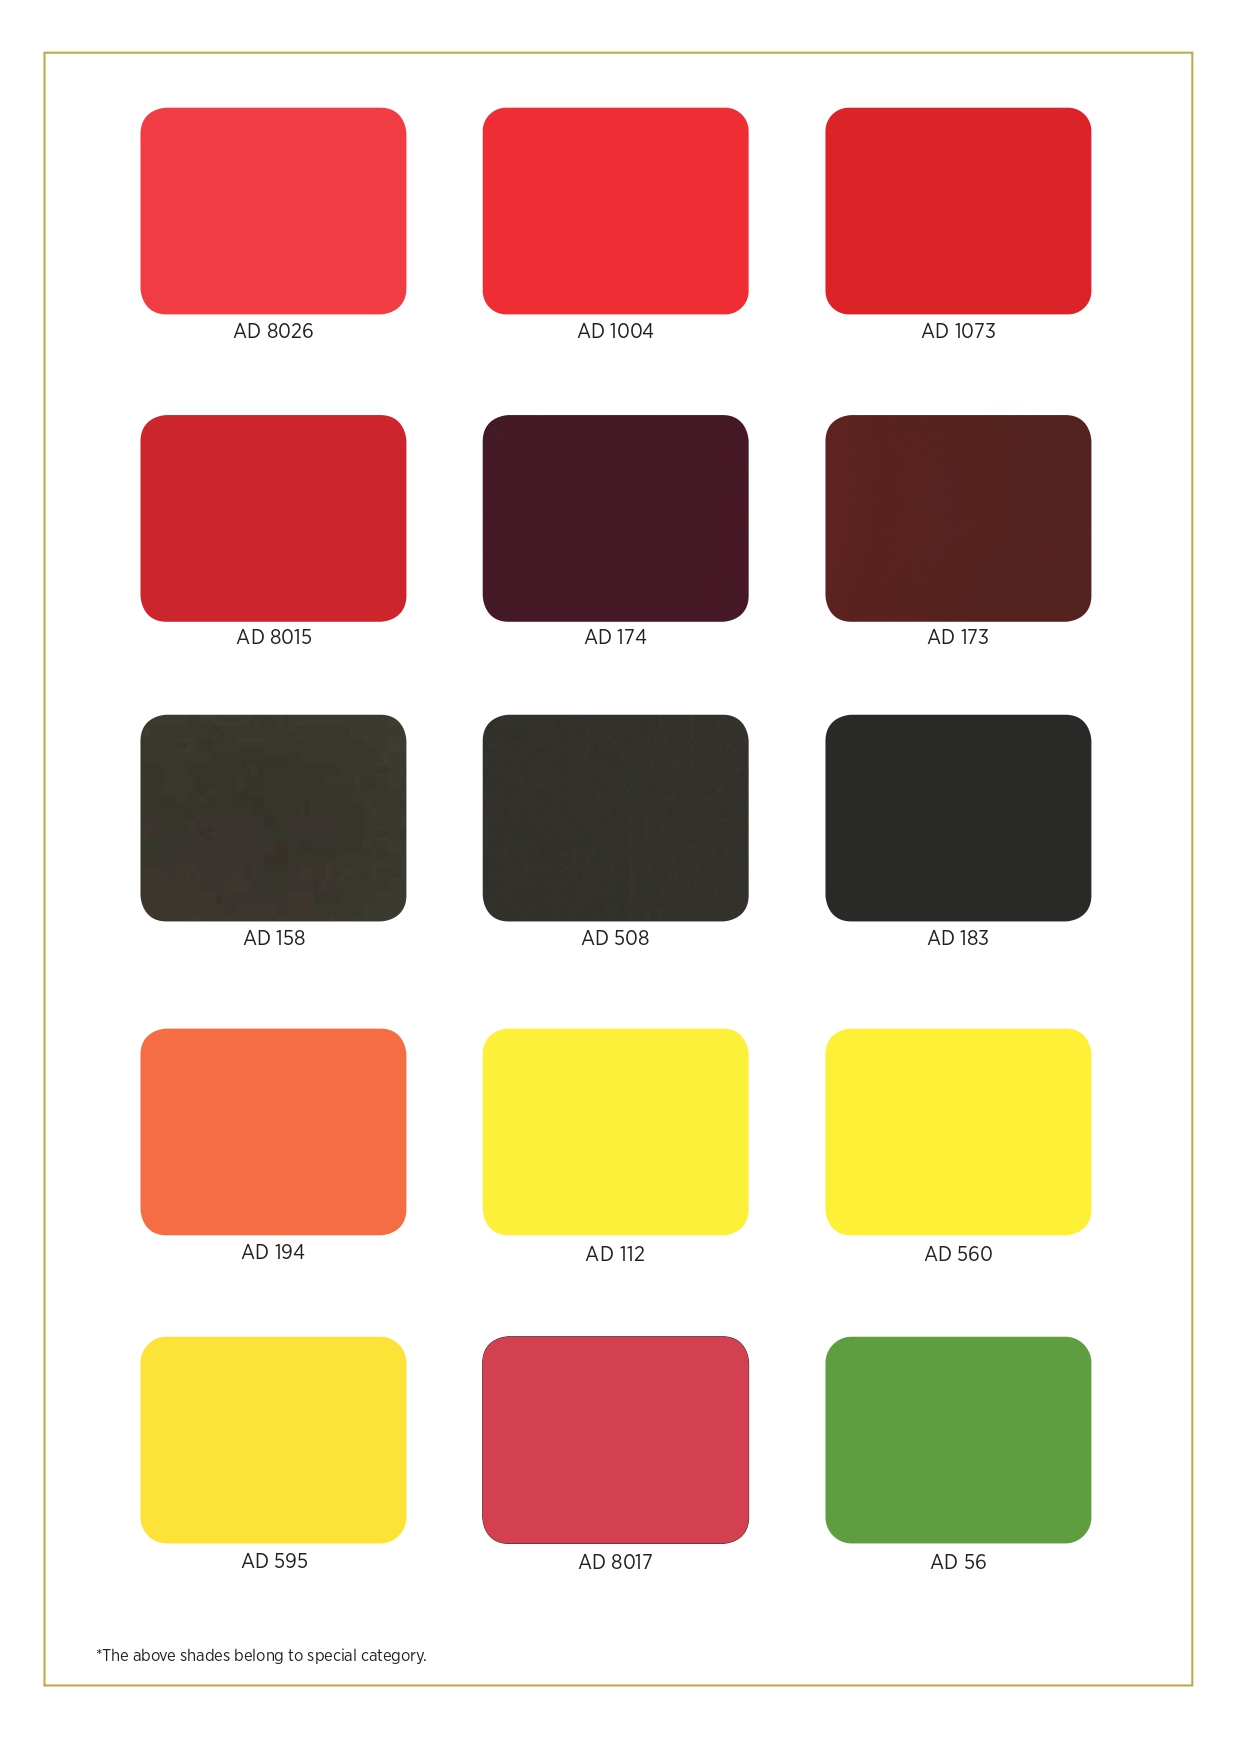 AD 8026
AD 1004
AD 1073
AD 8015
AD 174
AD 173
AD 158
AD 508
AD 183
AD 194
AD 112
AD 560
AD 595
AD 8017
AD 56
*The above shades belong to special category.